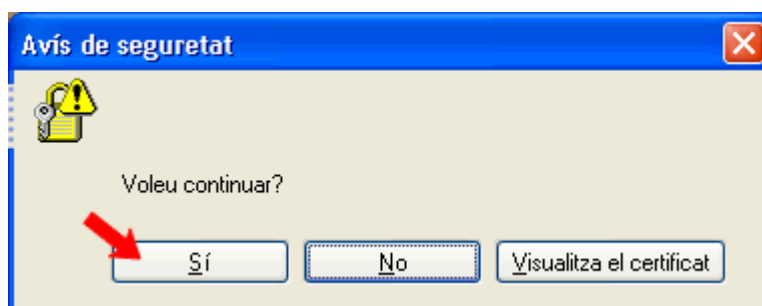 Avís de seguretat
Voleu continuar?
Sí
No
Visualitza el certificat